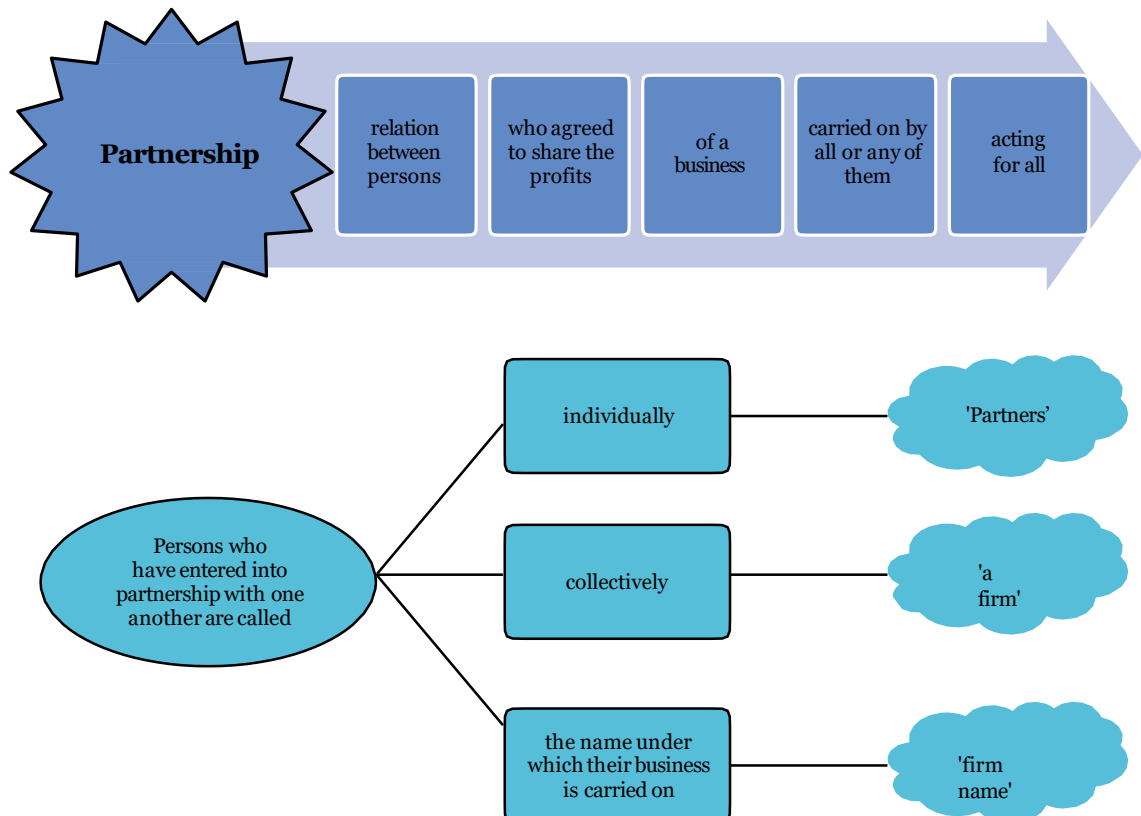 Partnership
relation
between
persons
who agreed
to share the
profits
of a
business
carried on by
all or any of
them
acting
for all
Persons who
have entered into
partnership with one
another are called
individually
'Partners’
collectively
'a
firm'
the name under
which their business
is carried on
'firm
name'